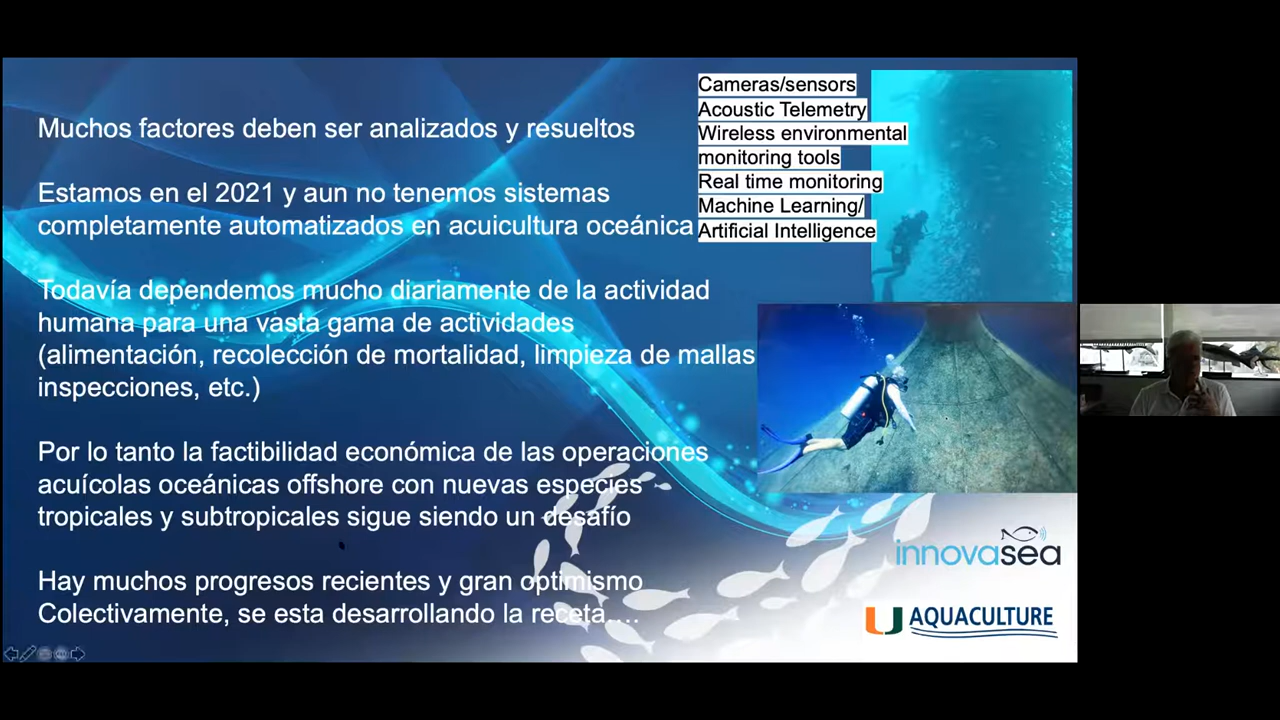 Muchos factores deben ser analizados y resueltos
Estamos en el 2021 y aun no tenemos sistemas
completamente automatizados en acuicultura oceánica
Todavía dependemos mucho diariamente de la actividad
humana para una vasta gama de actividades
(alimentación, recolección de mortalidad, limpieza de mallas
inspecciones, etc.)
Por lo tanto la factibilidad económica de las operaciones
acuícolas oceánicas offshore con nuevas especies
tropicales y subtropicales sigue siendo un desafío
Hay muchos progresos recientes y gran optimismo
Colectivamente, se esta desarrollando la receta....
Cameras/sensors
Acoustic Telemetry
Wireless environmental
monitoring tools
Real time monitoring
Machine Learning/
Artificial Intelligence
innovasea
U AQUACULTURE